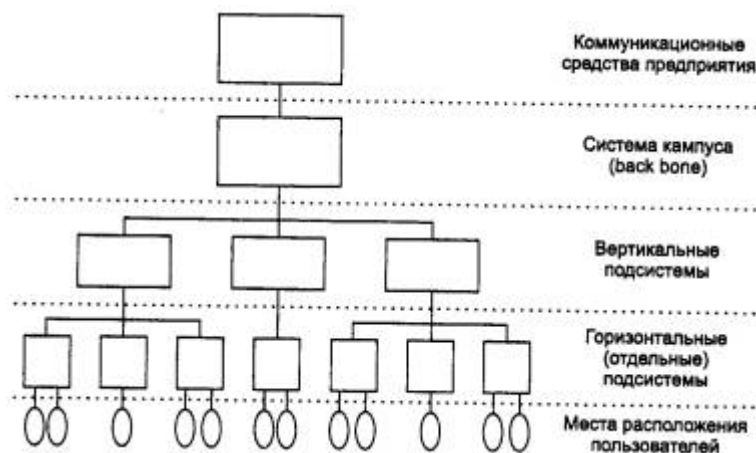 Коммуникационные
средства предприятия
Система кампуса
(back bone)
Вертикальные
подсистемы
Горизонтальные
(отдельные)
подсистемы
Места расположения
пользователей